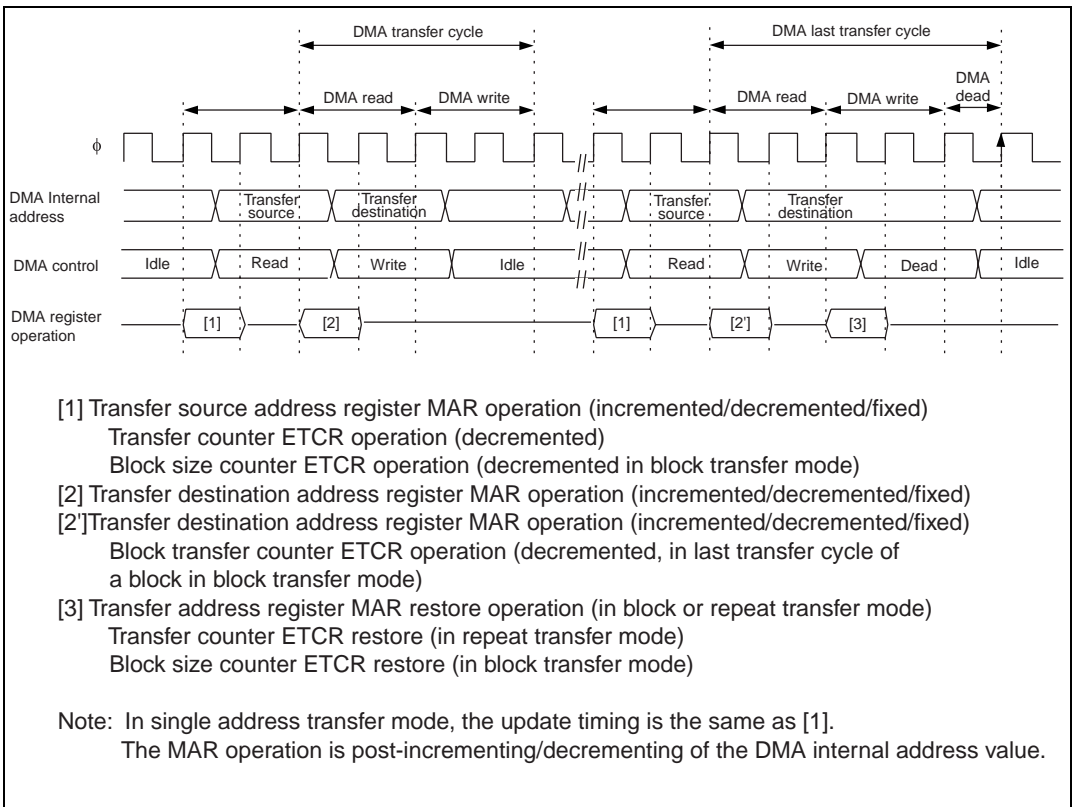 DMA transfer cycle DMA last transfer cycle
DMA read DMA write DMA read DMA write DMA dead
ϕ
DMA Internal address Transfer source Transfer destination Transfer source Transfer destination
DMA control Idle Read Write Idle Read Write Dead Idle
DMA register operation [1] [2] [1] [2'] [3]
[1] Transfer source address register MAR operation (incremented/decremented/fixed)
Transfer counter ETCR operation (decremented)
Block size counter ETCR operation (decremented in block transfer mode)
[2] Transfer destination address register MAR operation (incremented/decremented/fixed)
[2']Transfer destination address register MAR operation (incremented/decremented/fixed)
Block transfer counter ETCR operation (decremented, in last transfer cycle of
a block in block transfer mode)
[3] Transfer address register MAR restore operation (in block or repeat transfer mode)
Transfer counter ETCR restore (in repeat transfer mode)
Block size counter ETCR restore (in block transfer mode)
Note: In single address transfer mode, the update timing is the same as [1].
The MAR operation is post-incrementing/decrementing of the DMA internal address value.